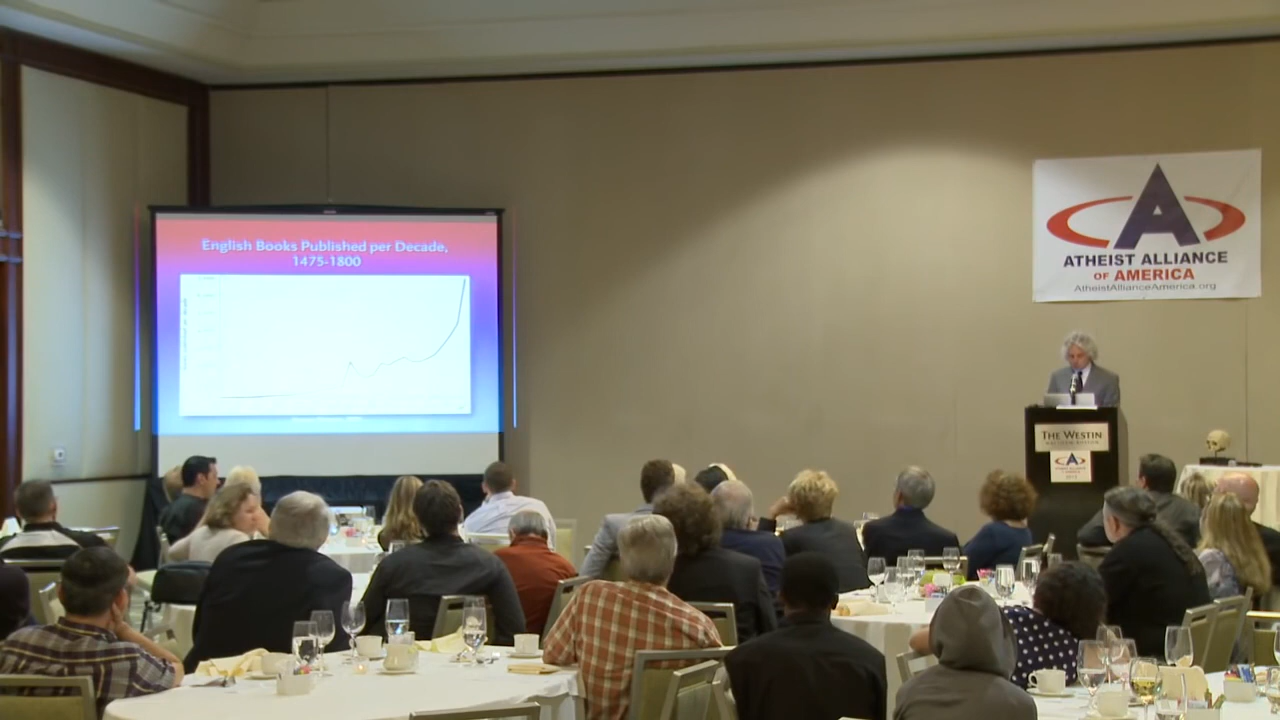 English Books Published per Decade,
1475-1800
A
ATHEIST ALLIANCE
OF AMERICA
AtheistAllianceAmerica.org
THE WESTIN
A